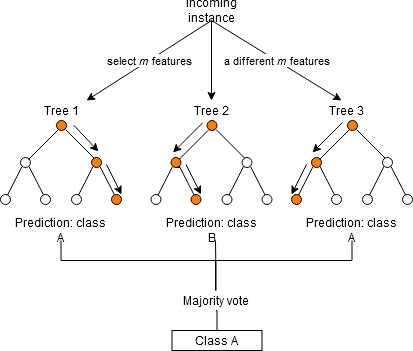 Incoming
instance
select m features
a different m features
Tree 1
Tree 2
Tree 3
Prediction: class
A
Prediction: class
B
Prediction: class
A
Majority vote
Class A